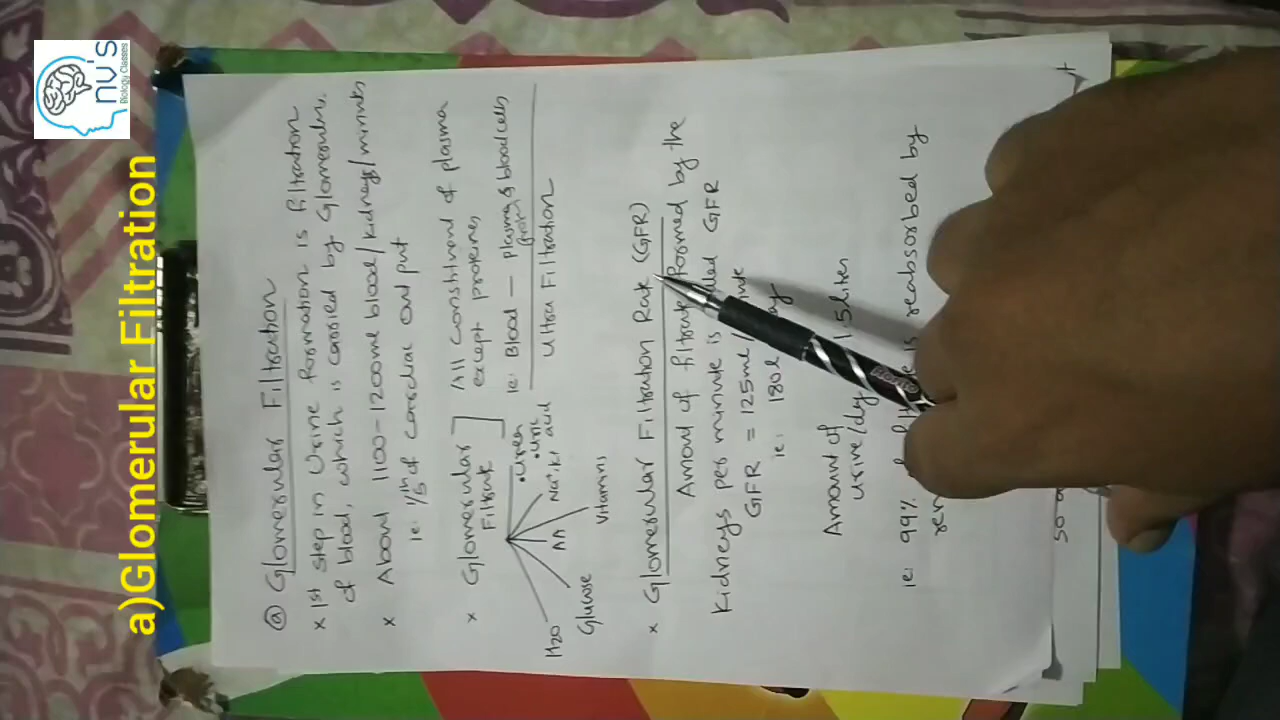 nu's
Biology Classes
a)Glomerular Filtration
ⓐ Glomerular Filtration
x 1st step in Urine formation is filtration
of blood, which is carried by Glomerulus.
x About 1100-1200ml blood/kidneys/minutes
ie: 1/5th of cardiac out put
x Glomerular Filtrate ] All constituent of plasma
except proteins
ie: Blood — plasma proteins & blood cells
Ultra Filtration
H2O
Glucose
AA
Vitamins
Na+ K+
• Uric acid
• Urea
x Glomerular Filtration Rate (GFR)
Amount of filtrate formed by the
kidneys per minute is called GFR
GFR = 125ml/
ie: 180l
Amount of
urine/day 1.5 liter
ie: 99% is reabsorbed by